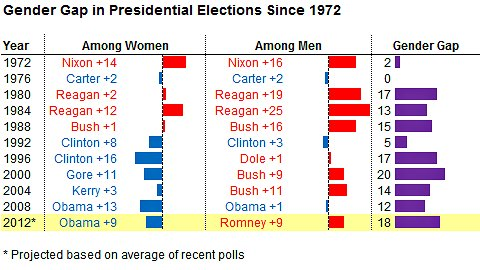 Gender Gap in Presidential Elections Since 1972
Year Among Women Among Men Gender Gap
1972 Nixon +14 Nixon +16 2
1976 Carter +2 Carter +2 0
1980 Reagan +2 Reagan +19 17
1984 Reagan +12 Reagan +25 13
1988 Bush +1 Bush +16 15
1992 Clinton +8 Clinton +3 5
1996 Clinton +16 Dole +1 17
2000 Gore +11 Bush +9 20
2004 Kerry +3 Bush +11 14
2008 Obama +13 Obama +1 12
2012* Obama +9 Romney +9 18
* Projected based on average of recent polls